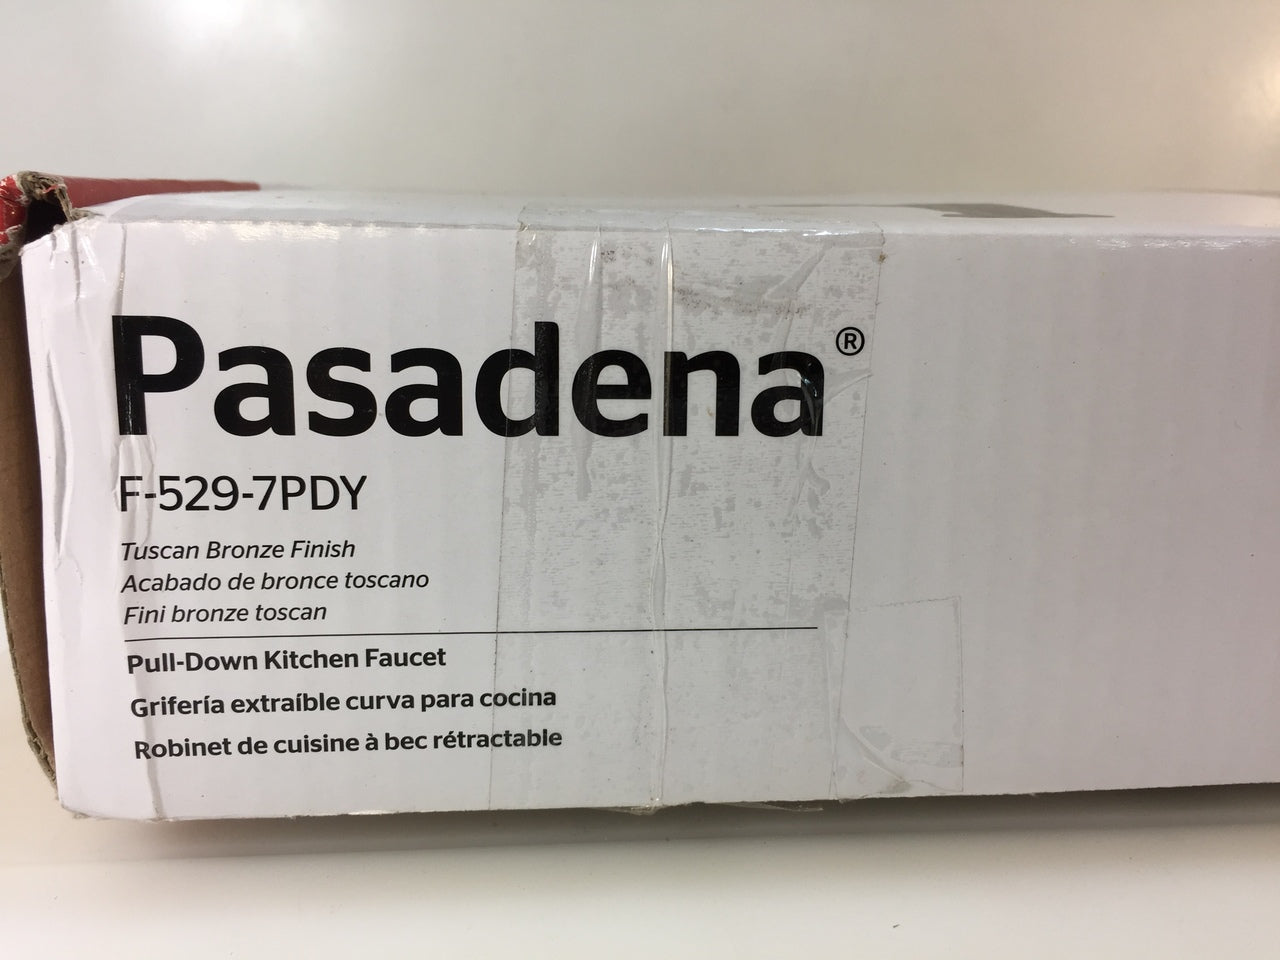 Pasadena®
F-529-7PDY
Tuscan Bronze Finish
Acabado de bronce toscano
Fini bronze toscan
Pull-Down Kitchen Faucet
Grifería extraíble curva para cocina
Robinet de cuisine à bec rétractable